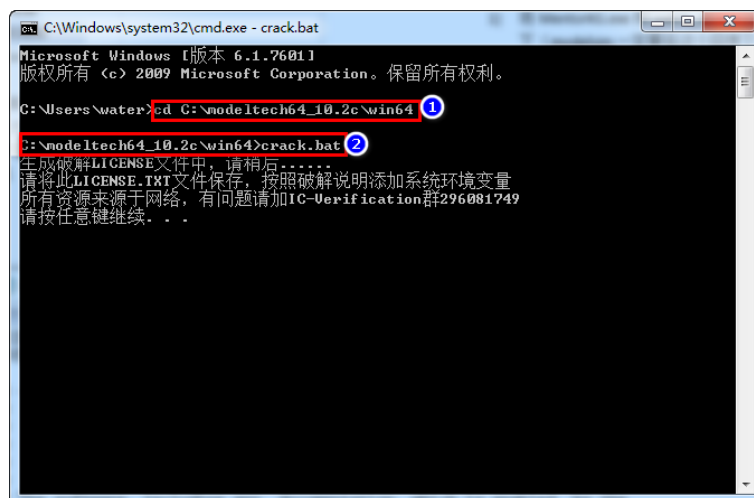 C:\Windows\system32\cmd.exe - crack.bat
Microsoft Windows [版本 6.1.7601]
版权所有 (c) 2009 Microsoft Corporation。保留所有权利。
C:\Users\water>cd C:\modeltech64_10.2c\win64
1
C:\modeltech64_10.2c\win64>crack.bat
2
生成破解LICENSE文件中，请稍后......
请将此LICENSE.TXT文件保存，按照破解说明添加系统环境变量
所有资源来源于网络，有问题请加IC-Verification群296081749
请按任意键继续. . .